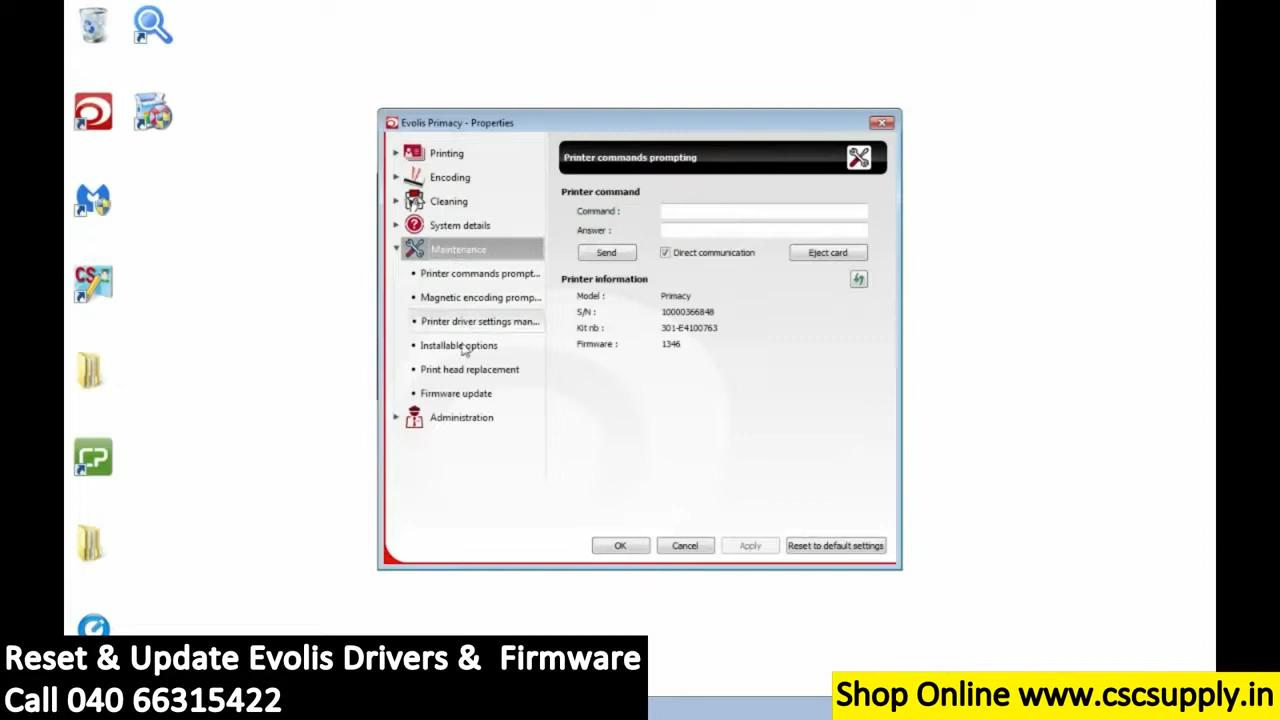 Evolis Primacy - Properties
Printing
Encoding
Cleaning
System details
Maintenance
Printer commands prompt...
Magnetic encoding promp...
Printer driver settings man...
Installable options
Print head replacement
Firmware update
Administration
Printer commands prompting
Printer command
Command :
Answer :
Send
Direct communication
Eject card
Printer information
Model : Primacy
S/N : 10000366848
Kit nb : 301-E4100763
Firmware : 1346
OK
Cancel
Apply
Reset to default settings
CS
CP
Reset & Update Evolis Drivers & Firmware
Call 040 66315422
Shop Online www.cscsupply.in